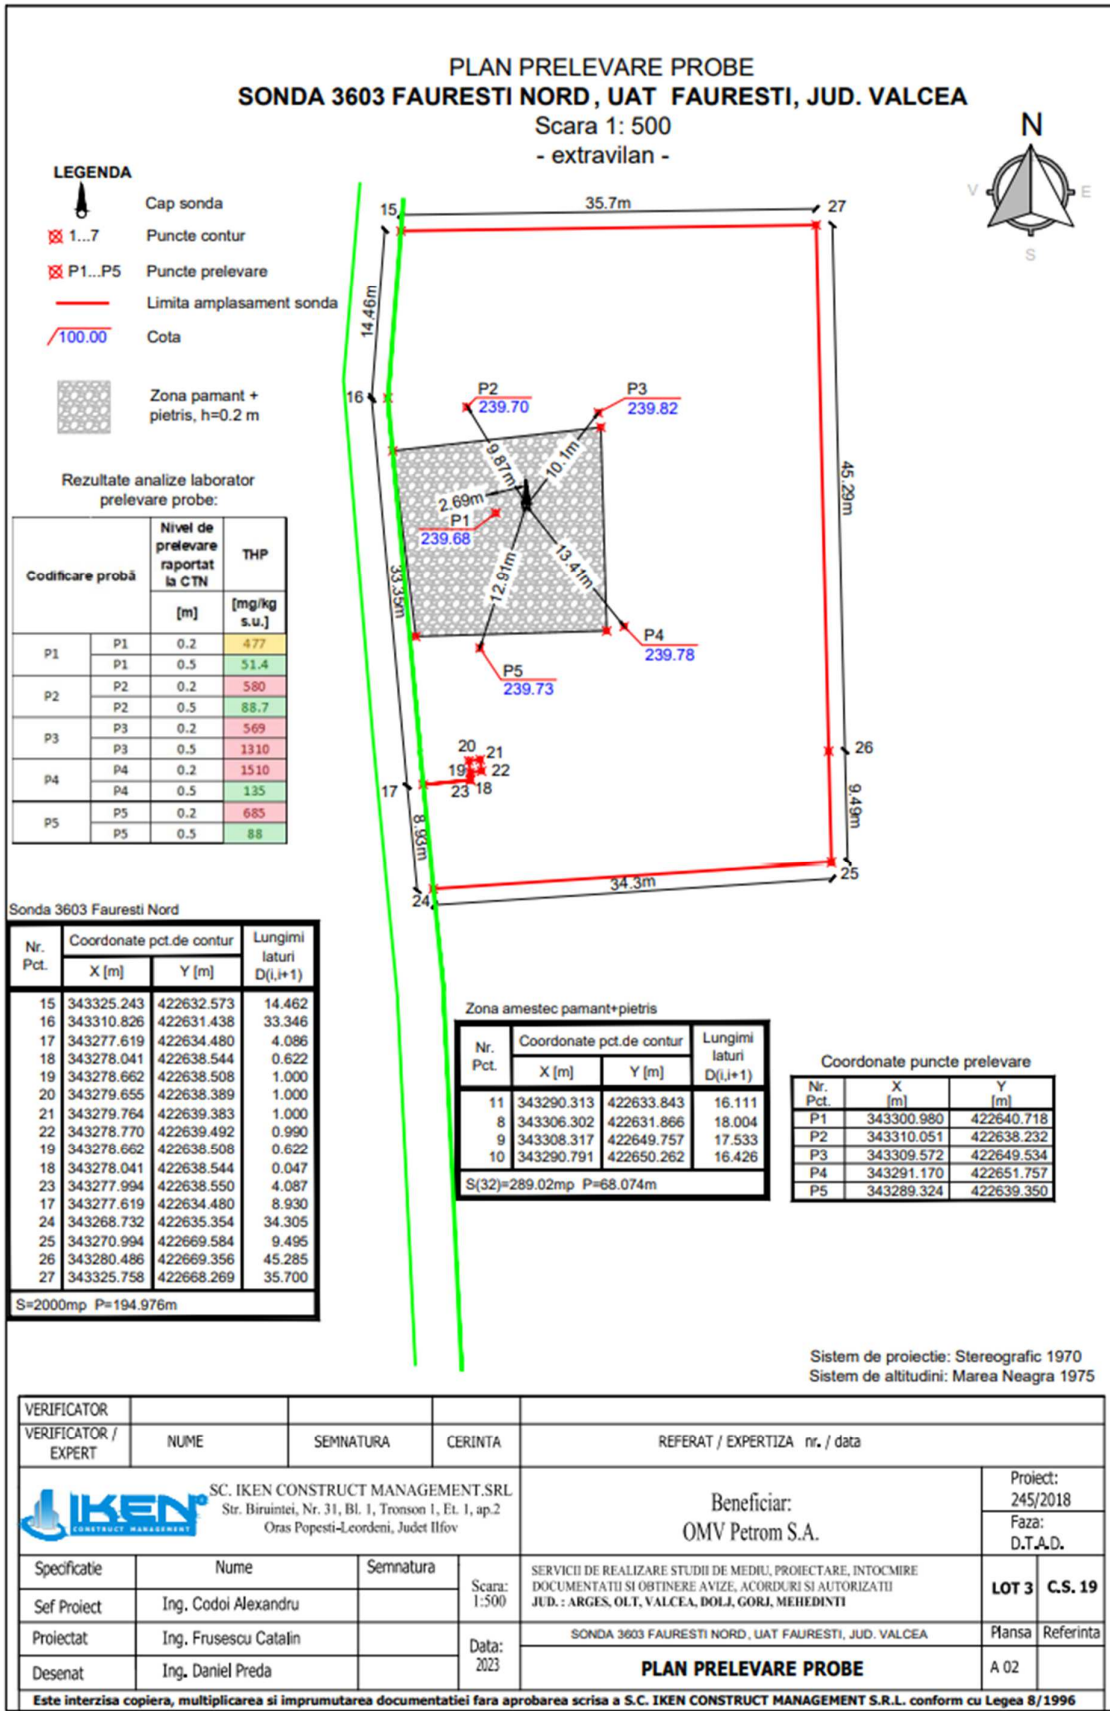 PLAN PRELEVARE PROBE
SONDA 3603 FAURESTI NORD, UAT FAURESTI, JUD. VALCEA
Scara 1: 500
- extravilan -
N
V
E
S
LEGENDA
Cap sonda
1...7 Puncte contur
P1...P5 Puncte prelevare
Limita amplasament sonda
100.00 Cota
Zona pamant +
pietris, h=0.2 m
15
35.7m
27
14.46m
16
P2
239.70
P3
239.82
9.87m
10.1m
2.69m
P1
239.68
45.29m
33.35m
12.91m
13.41m
P4
239.78
P5
239.73
20
21
19
22
23
18
17
26
8.93m
9.49m
34.3m
25
24
Rezultate analize laborator
prelevare probe:
Codificare probă
Nivel de
prelevare
raportat
la CTN
THP
[m]
[mg/kg
s.u.]
P1 P1 0.2 477
P1 0.5 51.4
P2 P2 0.2 580
P2 0.5 88.7
P3 P3 0.2 569
P3 0.5 1310
P4 P4 0.2 1510
P4 0.5 135
P5 P5 0.2 685
P5 0.5 88
Sonda 3603 Fauresti Nord
Nr.
Pct.
Coordonate pct.de contur
X [m] Y [m]
Lungimi
laturi
D(i,i+1)
15 343325.243 422632.573 14.462
16 343310.826 422631.438 33.346
17 343277.619 422634.480 4.086
18 343278.041 422638.544 0.622
19 343278.662 422638.508 1.000
20 343279.655 422638.389 1.000
21 343279.764 422639.383 1.000
22 343278.770 422639.492 0.990
19 343278.662 422638.508 0.622
18 343278.041 422638.544 0.047
23 343277.994 422638.550 4.087
17 343277.619 422634.480 8.930
24 343268.732 422635.354 34.305
25 343270.994 422669.584 9.495
26 343280.486 422669.356 45.285
27 343325.758 422668.269 35.700
S=2000mp P=194.976m
Zona amestec pamant+pietris
Nr.
Pct.
Coordonate pct.de contur
X [m] Y [m]
Lungimi
laturi
D(i,i+1)
11 343290.313 422633.843 16.111
8 343306.302 422631.866 18.004
9 343308.317 422649.757 17.533
10 343290.791 422650.262 16.426
S(32)=289.02mp P=68.074m
Coordonate puncte prelevare
Nr.
Pct.
X
[m]
Y
[m]
P1 343300.980 422640.718
P2 343310.051 422638.232
P3 343309.572 422649.534
P4 343291.170 422651.757
P5 343289.324 422639.350
Sistem de proiectie: Stereografic 1970
Sistem de altitudini: Marea Neagra 1975
VERIFICATOR
VERIFICATOR /
EXPERT
NUME SEMNATURA CERINTA REFERAT / EXPERTIZA nr. / data
IKEN
CONSTRUCT MANAGEMENT
SC. IKEN CONSTRUCT MANAGEMENT.SRL
Str. Biruintei, Nr. 31, Bl. 1, Tronson 1, Et. 1, ap.2
Oras Popesti-Leordeni, Judet Ilfov
Beneficiar:
OMV Petrom S.A.
Proiect:
245/2018
Faza:
D.T.A.D.
Specificatie Nume Semnatura
Sef Proiect Ing. Codoi Alexandru
Proiectat Ing. Frusescu Catalin
Desenat Ing. Daniel Preda
Scara:
1:500
Data:
2023
SERVICII DE REALIZARE STUDII DE MEDIU, PROIECTARE, INTOCMIRE
DOCUMENTATII SI OBTINERE AVIZE, ACORDURI SI AUTORIZATII
JUD. : ARGES, OLT, VALCEA, DOLJ, GORJ, MEHEDINTI
LOT 3 C.S. 19
SONDA 3603 FAURESTI NORD, UAT FAURESTI, JUD. VALCEA
Plansa Referinta
PLAN PRELEVARE PROBE
A 02
Este interzisa copiera, multiplicarea si imprumutarea documentatiei fara aprobarea scrisa a S.C. IKEN CONSTRUCT MANAGEMENT S.R.L. conform cu Legea 8/1996